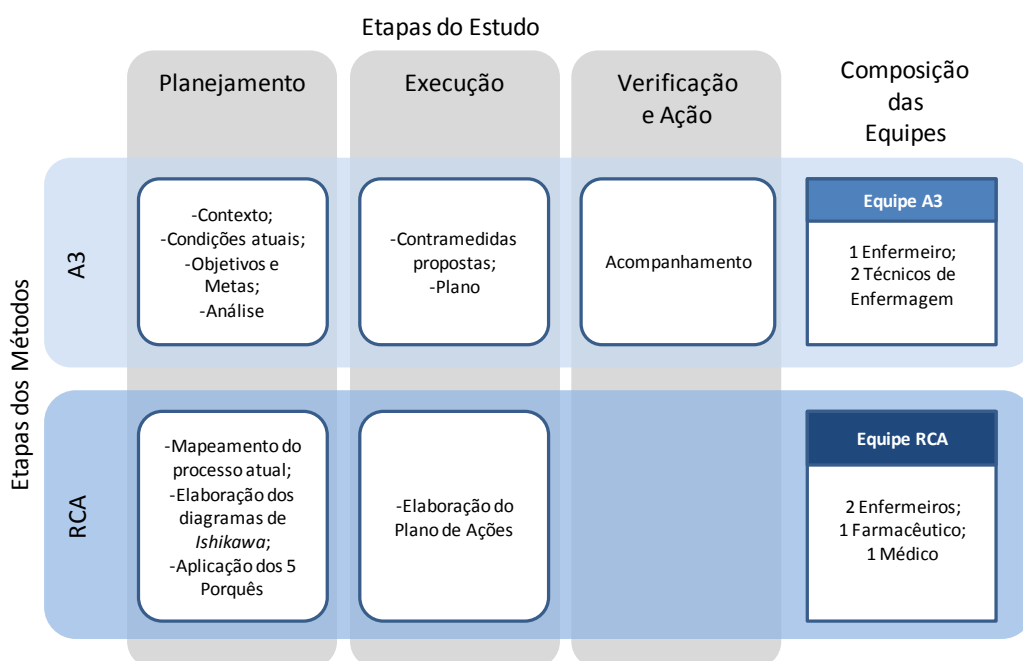 Etapas do Estudo
Planejamento
Execução
Verificação
e Ação
Composição
das
Equipes
Etapas dos Métodos
A3
-Contexto;
-Condições atuais;
-Objetivos e
Metas;
-Análise
-Contramedidas
propostas;
-Plano
Acompanhamento
Equipe A3
1 Enfermeiro;
2 Técnicos de
Enfermagem
RCA
-Mapeamento do
processo atual;
-Elaboração dos
diagramas de
Ishikawa;
-Aplicação dos 5
Porquês
-Elaboração do
Plano de Ações
Equipe RCA
2 Enfermeiros;
1 Farmacêutico;
1 Médico